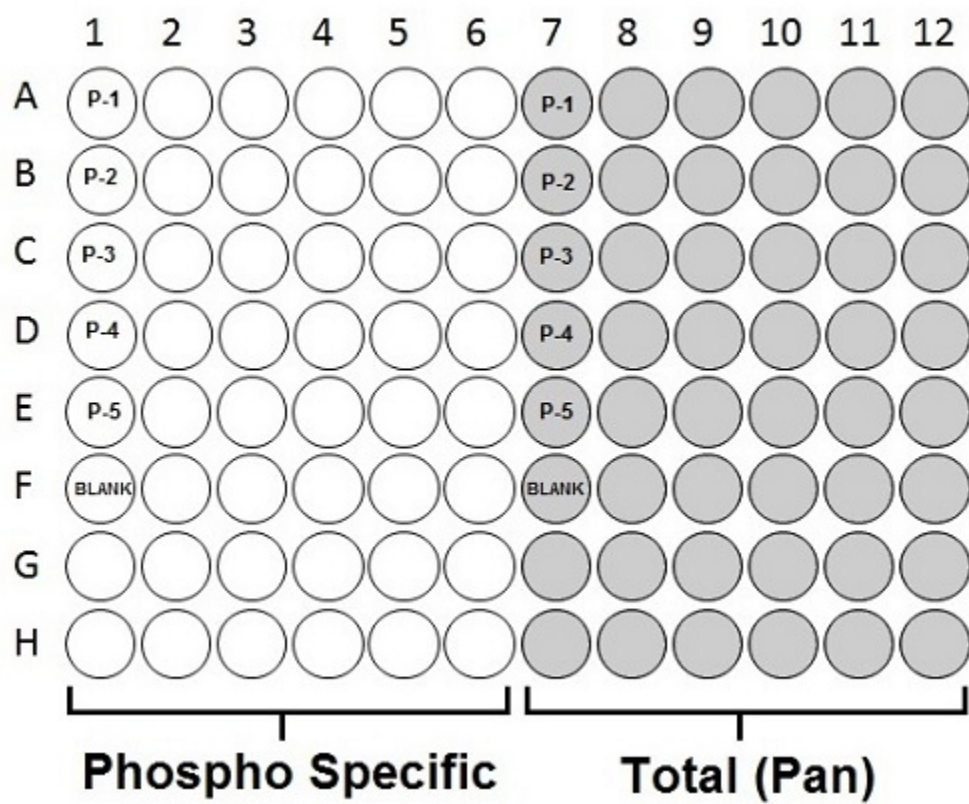 1 2 3 4 5 6 7 8 9 10 11 12
A P-1 P-1
B P-2 P-2
C P-3 P-3
D P-4 P-4
E P-5 P-5
F BLANK BLANK
G
H
Phospho Specific Total (Pan)